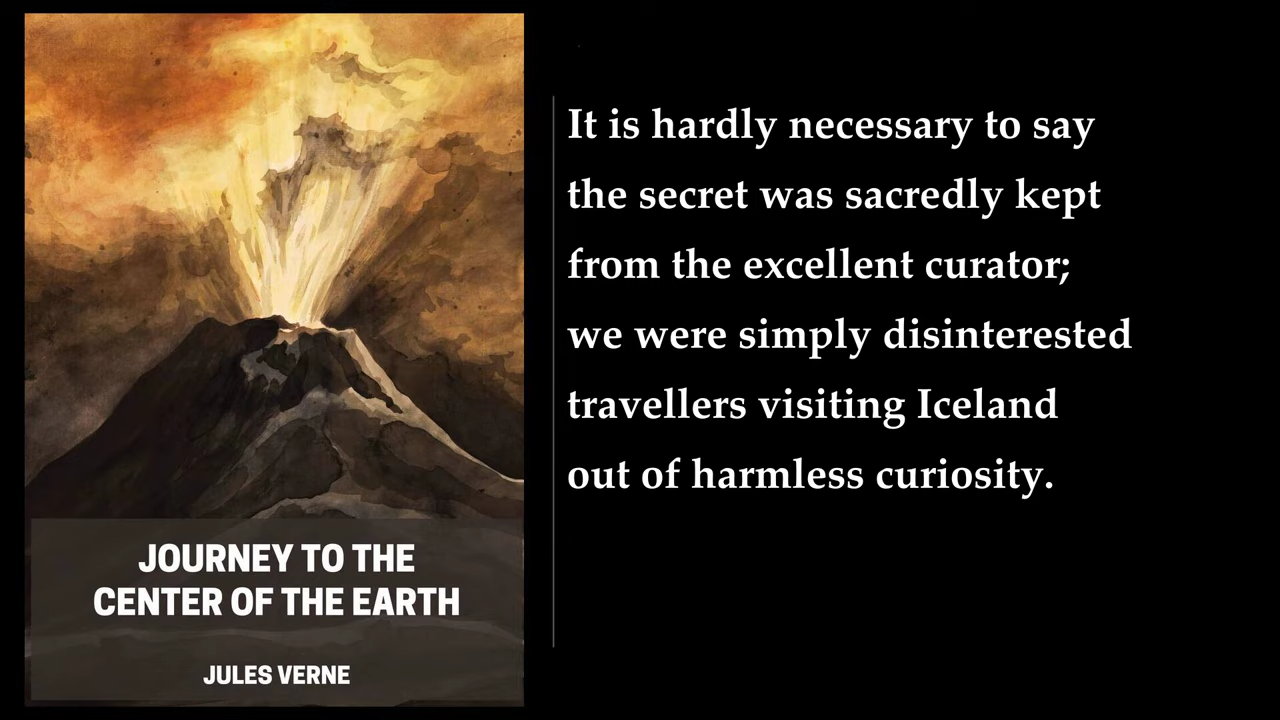 It is hardly necessary to say
the secret was sacredly kept
from the excellent curator;
we were simply disinterested
travellers visiting Iceland
out of harmless curiosity.
JOURNEY TO THE
CENTER OF THE EARTH
JULES VERNE